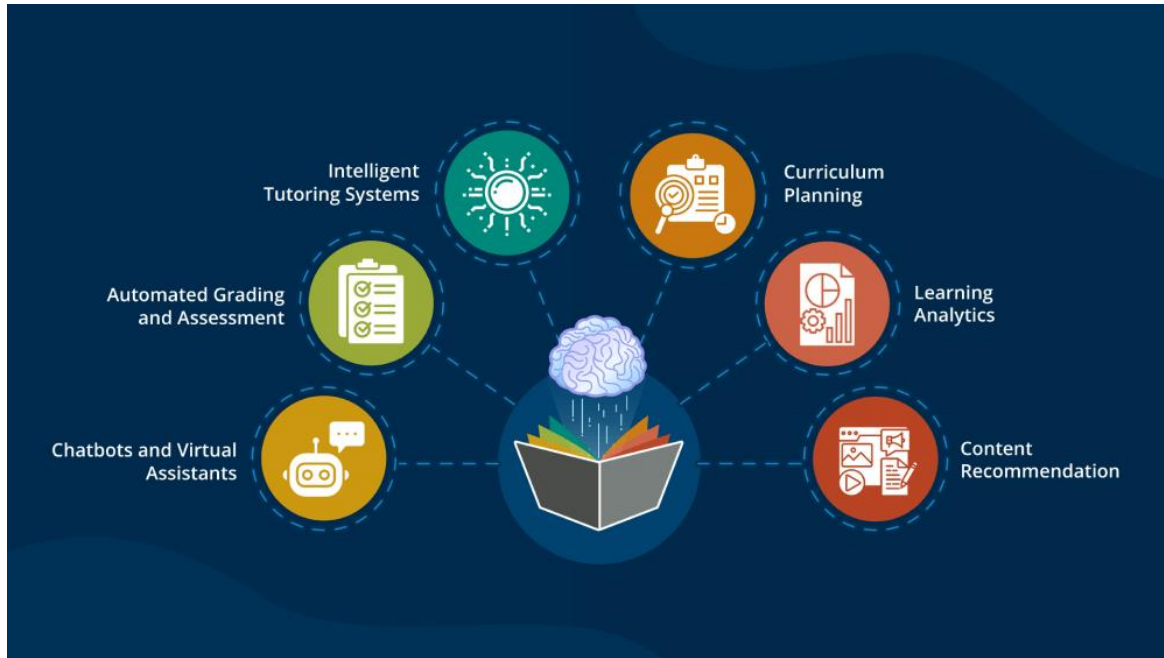 Intelligent
Tutoring Systems
Curriculum
Planning
Automated Grading
and Assessment
Learning
Analytics
Chatbots and Virtual
Assistants
Content
Recommendation